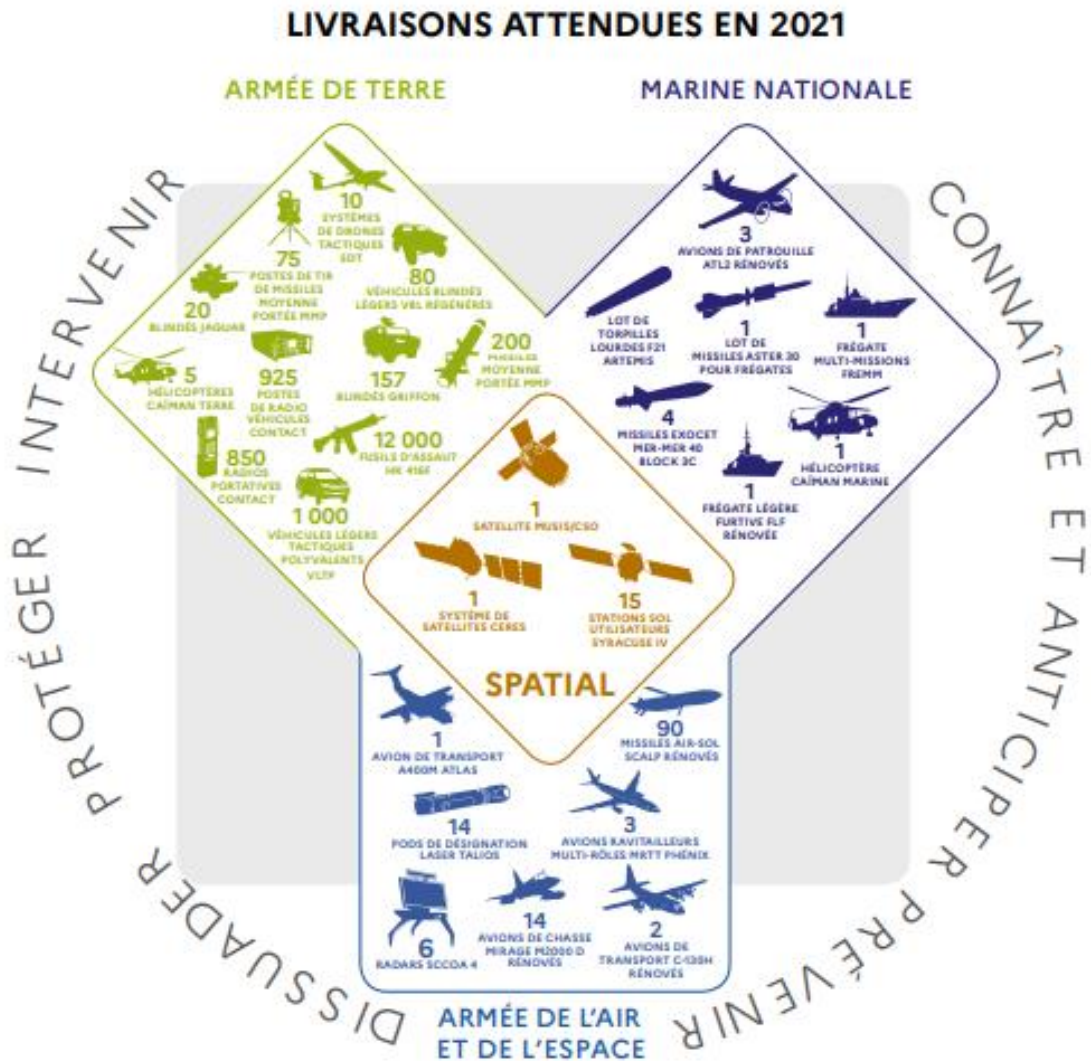 LIVRAISONS ATTENDUES EN 2021
ARMÉE DE TERRE
10
SYSTÈMES
DE DRONES
TACTIQUES
SDT
75
POSTES DE TIR
DE MISSILES
MOYENNE
PORTÉE MMP
80
VÉHICULES BLINDÉS
LÉGERS VBL RÉGÉNÉRÉS
20
BLINDÉS JAGUAR
5
HÉLICOPTÈRES
CAÏMAN TERRE
925
POSTES
DE RADIO
VÉHICULES
CONTACT
157
BLINDÉS GRIFFON
200
MISSILES
MOYENNE
PORTÉE MMP
850
RADIOS
PORTATIVES
CONTACT
12 000
FUSILS D'ASSAUT
HK 416F
1 000
VÉHICULES LÉGERS
TACTIQUES
POLYVALENTS
VLTP
MARINE NATIONALE
3
AVIONS DE PATROUILLE
ATL2 RÉNOVÉS
LOT DE
TORPILLES
LOURDES F21
ARTEMIS
1
LOT DE
MISSILES ASTER 30
POUR FRÉGATES
1
FRÉGATE
MULTI-MISSIONS
FREMM
4
MISSILES EXOCET
MER-MER 40
BLOCK 3C
1
FRÉGATE LÉGÈRE
FURTIVE FLF
RÉNOVÉE
1
HÉLICOPTÈRE
CAÏMAN MARINE
1
SATELLITE MUSIS/CSO
1
SYSTÈME DE
SATELLITES CERES
15
STATIONS SOL
UTILISATEURS
SYRACUSE IV
SPATIAL
1
AVION DE TRANSPORT
A400M ATLAS
90
MISSILES AIR-SOL
SCALP RÉNOVÉS
14
PODS DE DÉSIGNATION
LASER TALIOS
3
AVIONS RAVITAILLEURS
MULTI-RÔLES MRTT PHÉNIX
6
RADARS SCCOA 4
14
AVIONS DE CHASSE
MIRAGE M2000 D
RÉNOVÉS
2
AVIONS DE
TRANSPORT C-130H
RÉNOVÉS
ARMÉE DE L'AIR
ET DE L'ESPACE
INTERVENIR
PROTÉGER
DISSUADER
CONNAÎTRE ET ANTICIPER
PRÉVENIR